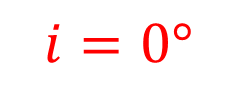 i = 0°